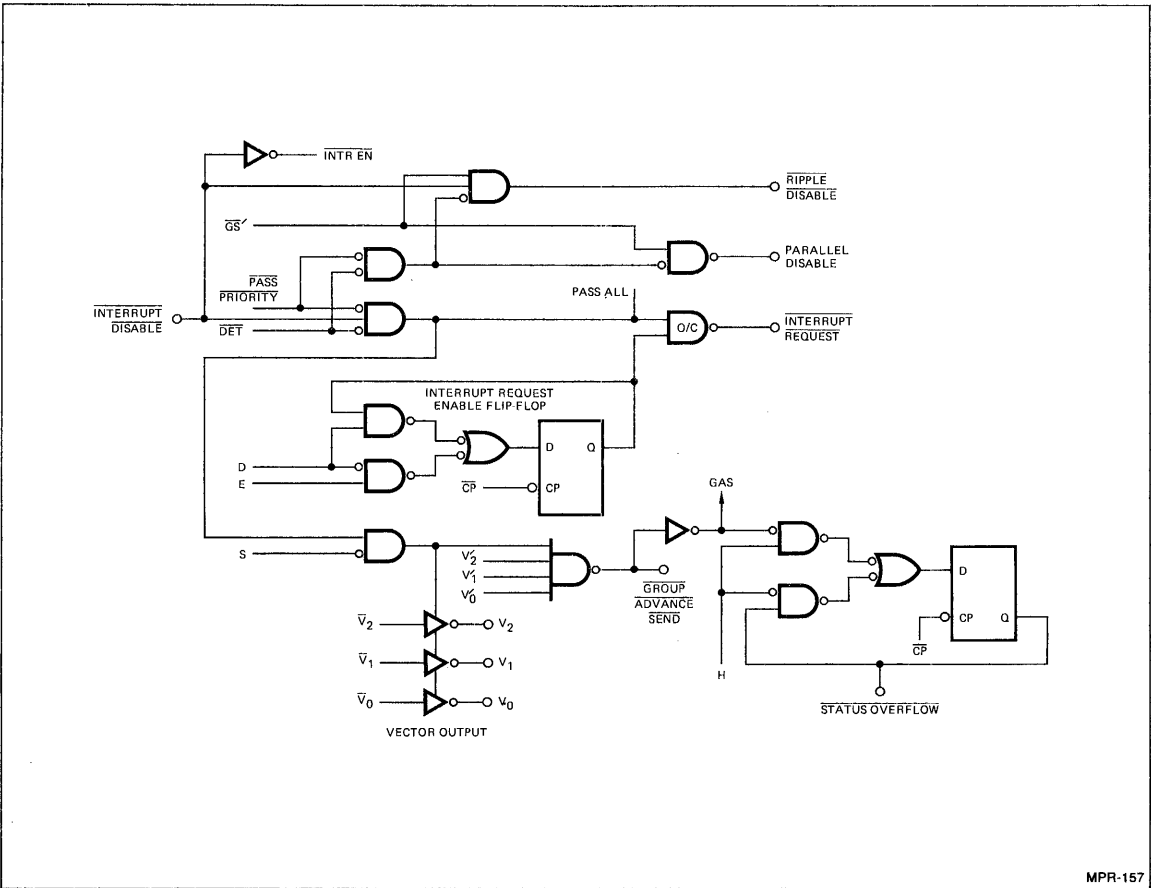 INTR EN
RIPPLE
DISABLE
GS′
PARALLEL
DISABLE
PASS
PRIORITY
PASS ALL
INTERRUPT
DISABLE
DET
O/C
INTERRUPT
REQUEST
INTERRUPT REQUEST
ENABLE FLIP-FLOP
D
E
D Q
CP
CP
GAS
S
V′2
V′1
V′0
GROUP
ADVANCE
SEND
D
CP Q
CP
H
V̅2 V2
V̅1 V1
V̅0 V0
STATUS OVERFLOW
VECTOR OUTPUT
MPR-157